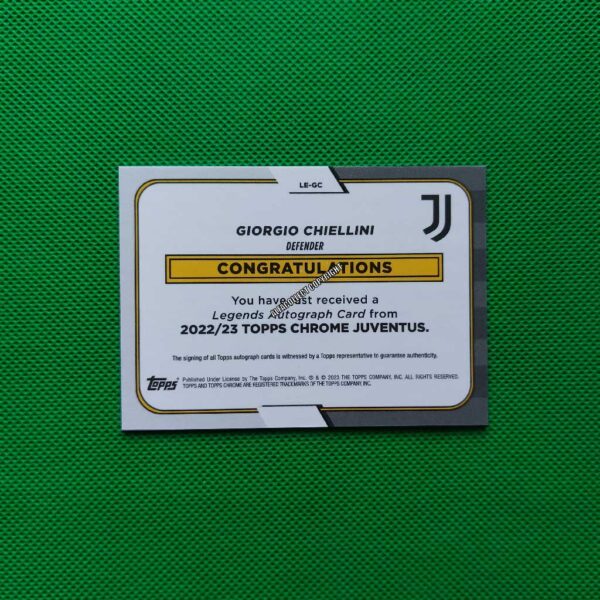 LE-GC
GIORGIO CHIELLINI
DEFENDER
CONGRATULATIONS
You have just received a
Legends Autograph Card from
2022/23 TOPPS CHROME JUVENTUS.
The signing of all Topps autograph cards is witnessed by a Topps representative to guarantee authenticity.
topps
Published Under License by The Topps Company, Inc. ® & © 2023 THE TOPPS COMPANY, INC. ALL RIGHTS RESERVED.
TOPPS AND TOPPS CHROME ARE REGISTERED TRADEMARKS OF THE TOPPS COMPANY, INC.